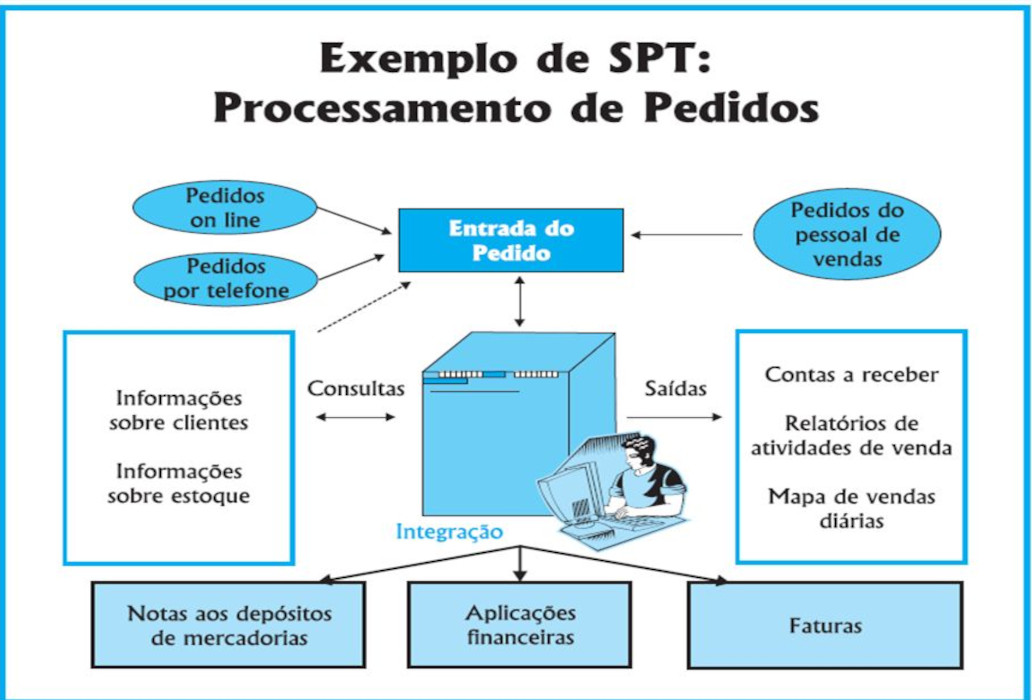 Exemplo de SPT:
Processamento de Pedidos
Pedidos
on line
Pedidos
por telefone
Entrada do
Pedido
Pedidos do
pessoal de
vendas
Informações
sobre clientes
Informações
sobre estoque
Consultas
Saídas
Contas a receber
Relatórios de
atividades de venda
Mapa de vendas
diárias
Integração
Notas aos depósitos
de mercadorias
Aplicações
financeiras
Faturas